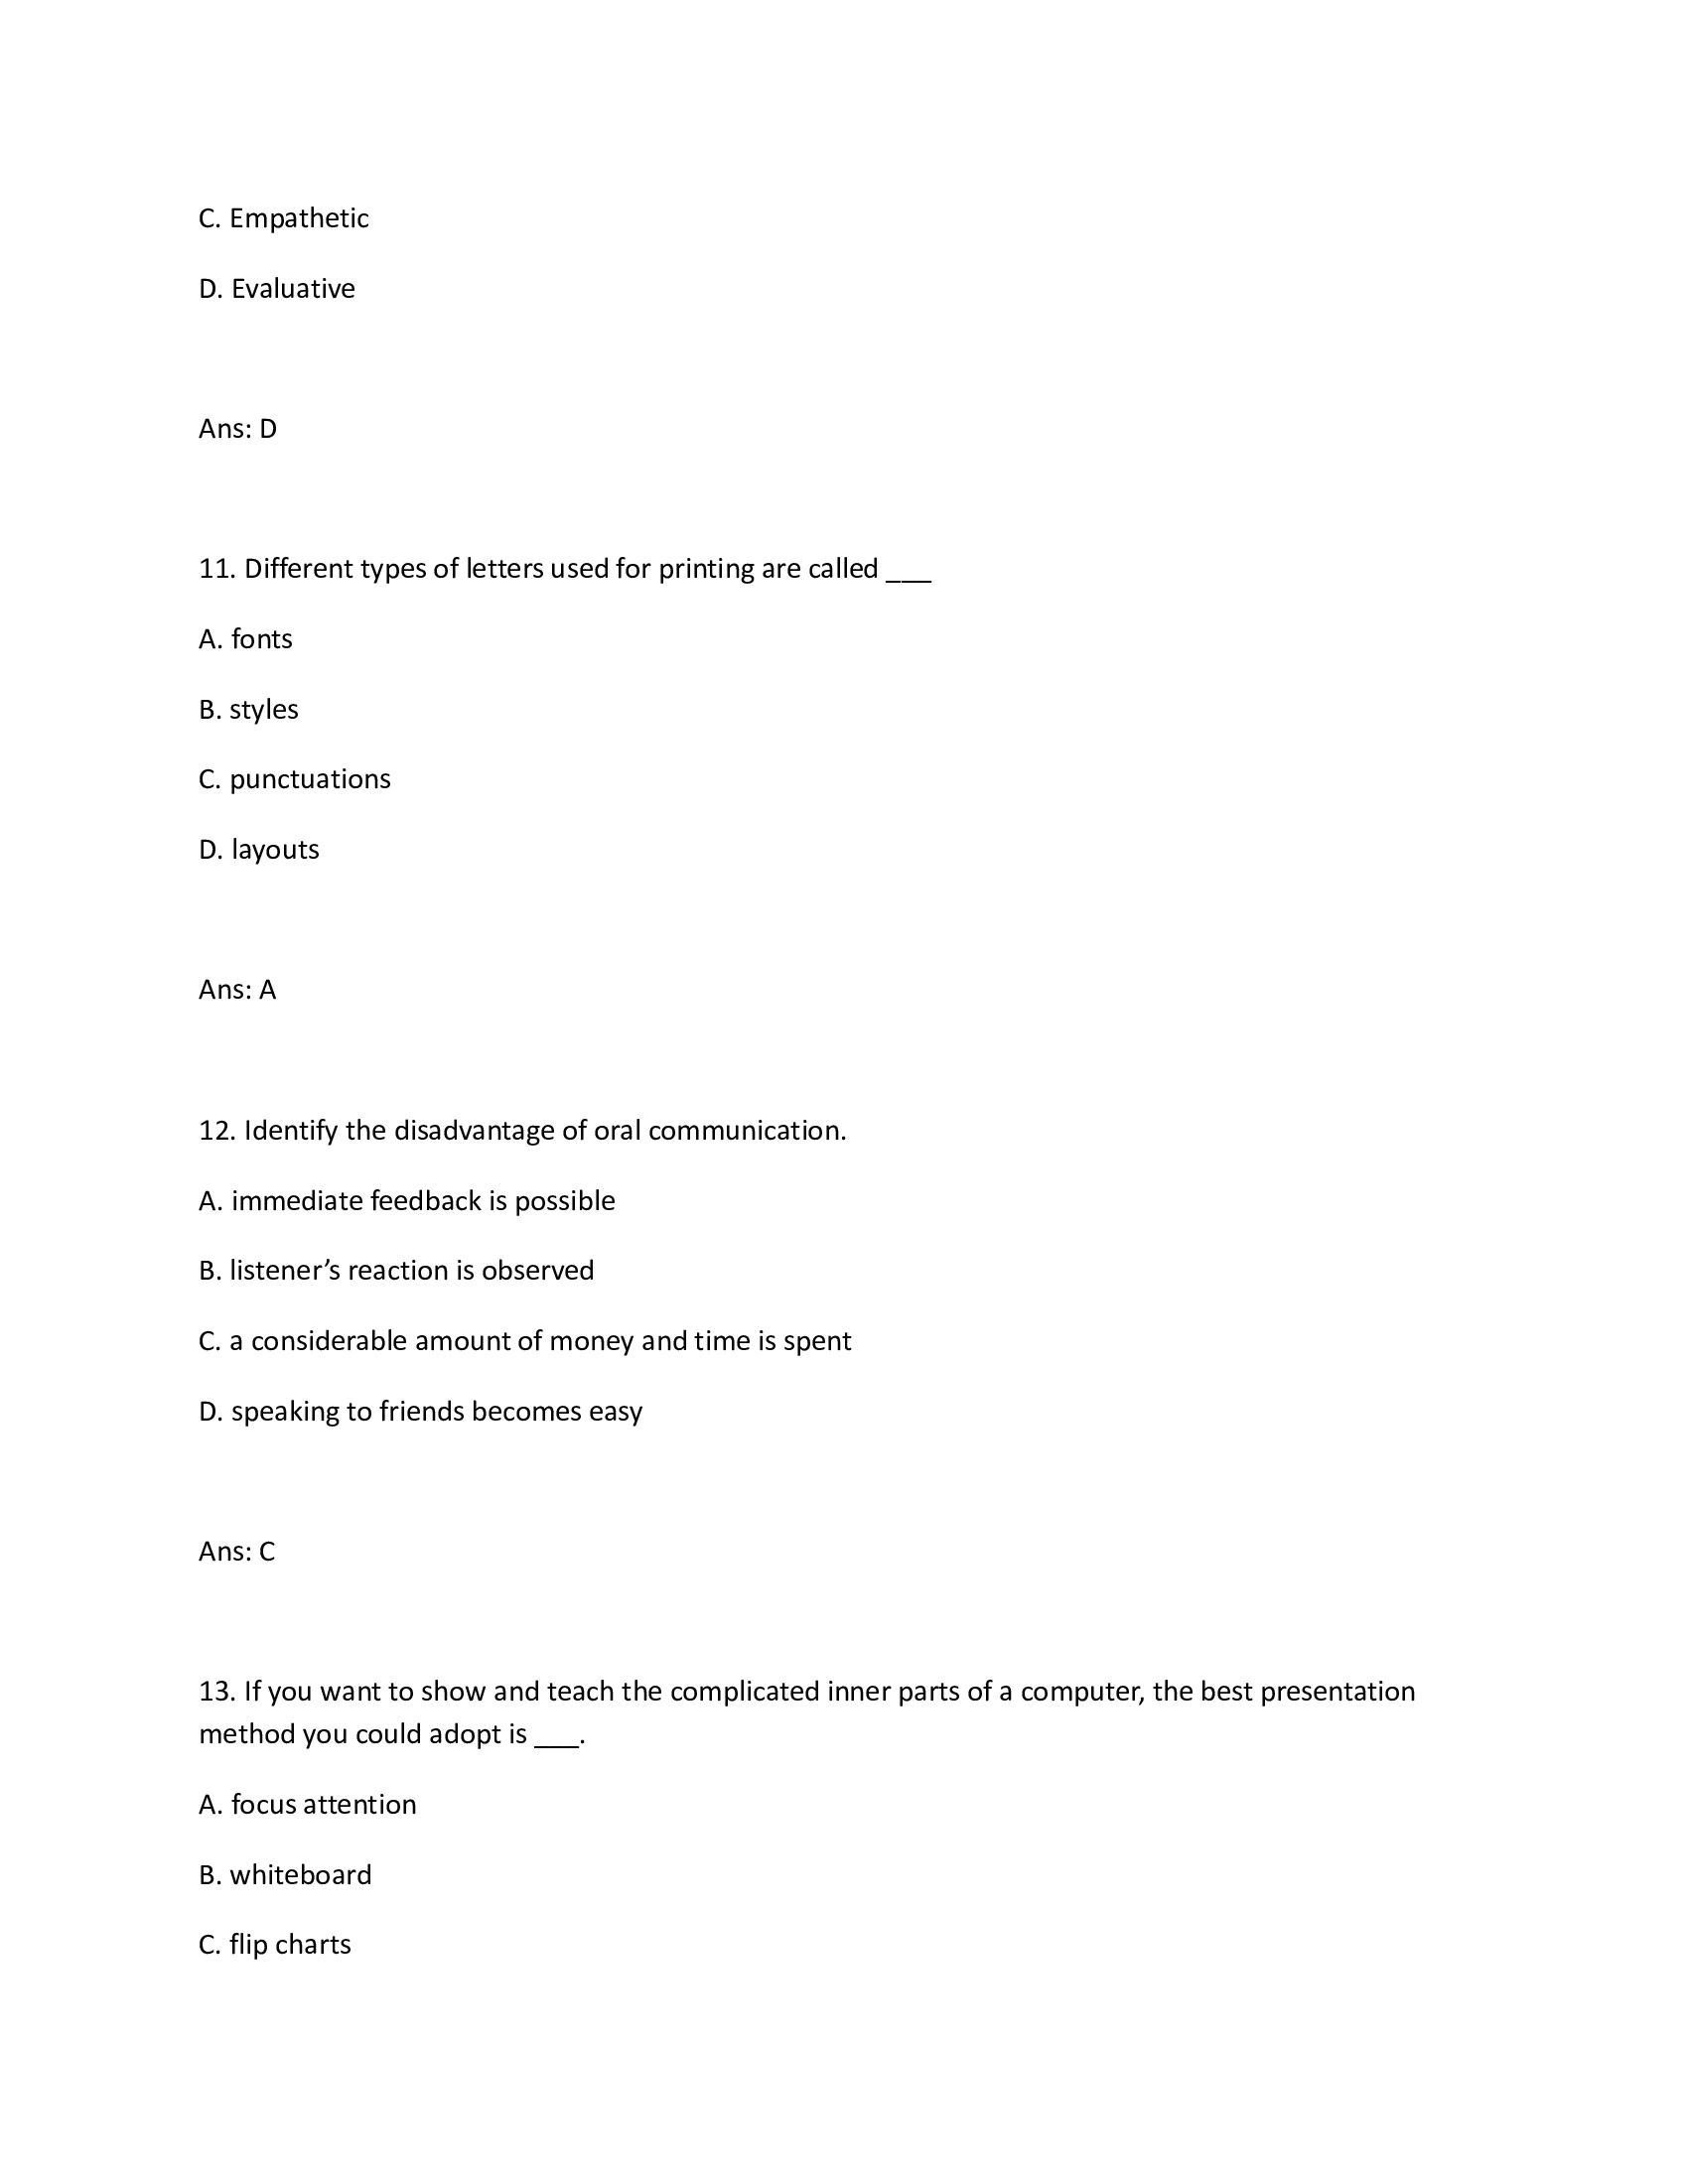 C. Empathetic
D. Evaluative
Ans: D
11. Different types of letters used for printing are called ___
A. fonts
B. styles
C. punctuations
D. layouts
Ans: A
12. Identify the disadvantage of oral communication.
A. immediate feedback is possible
B. listener’s reaction is observed
C. a considerable amount of money and time is spent
D. speaking to friends becomes easy
Ans: C
13. If you want to show and teach the complicated inner parts of a computer, the best presentation
method you could adopt is ___.
A. focus attention
B. whiteboard
C. flip charts